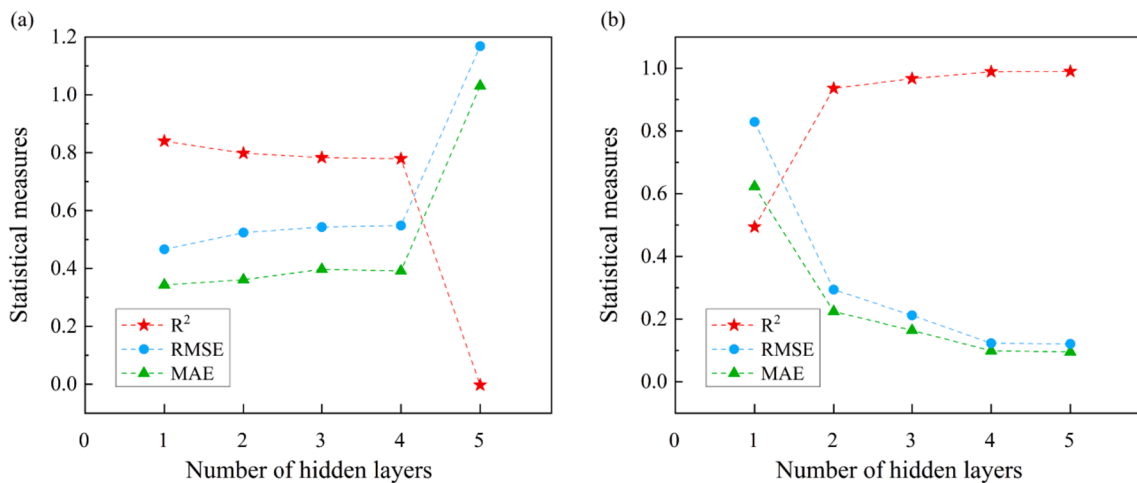 (a)
Statistical measures
1.2
1.0
0.8
0.6
0.4
0.2
0.0
R²
RMSE
MAE
0 1 2 3 4 5
Number of hidden layers
(b)
Statistical measures
1.0
0.8
0.6
0.4
0.2
0.0
R²
RMSE
MAE
0 1 2 3 4 5
Number of hidden layers